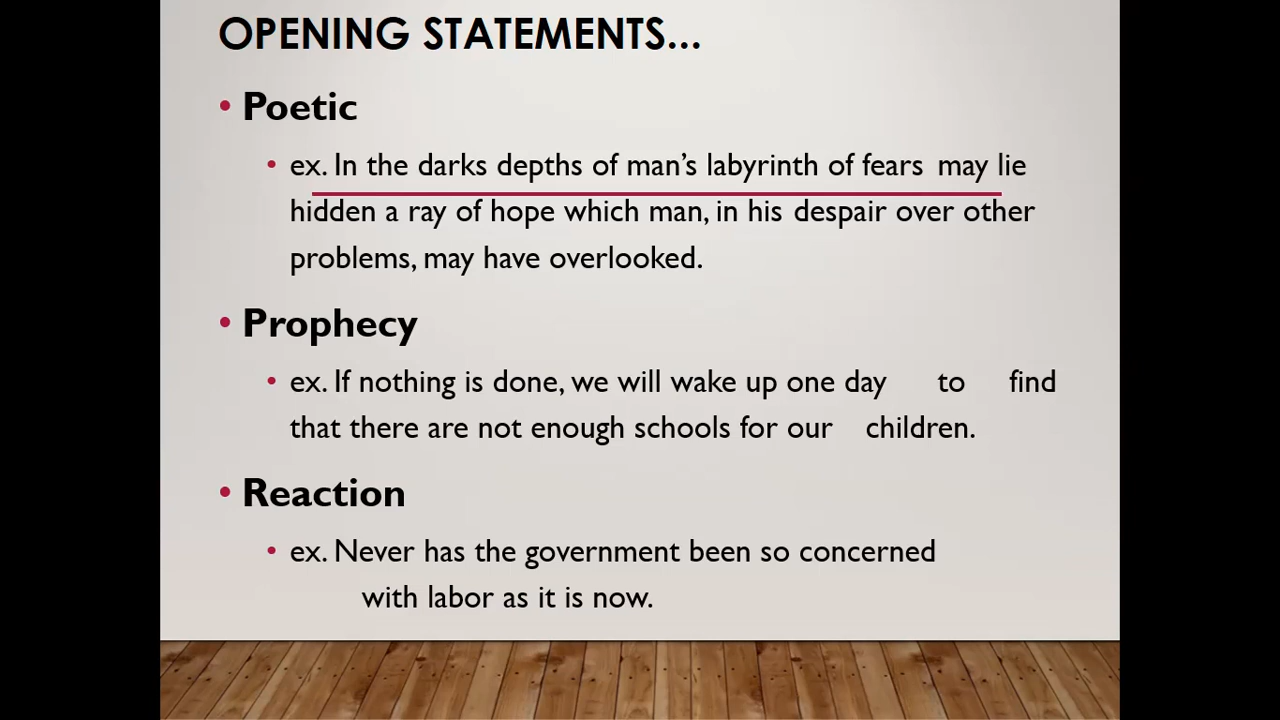 OPENING STATEMENTS...
• Poetic
• ex. In the darks depths of man's labyrinth of fears may lie
hidden a ray of hope which man, in his despair over other
problems, may have overlooked.
• Prophecy
• ex. If nothing is done, we will wake up one day to find
that there are not enough schools for our children.
• Reaction
• ex. Never has the government been so concerned
with labor as it is now.